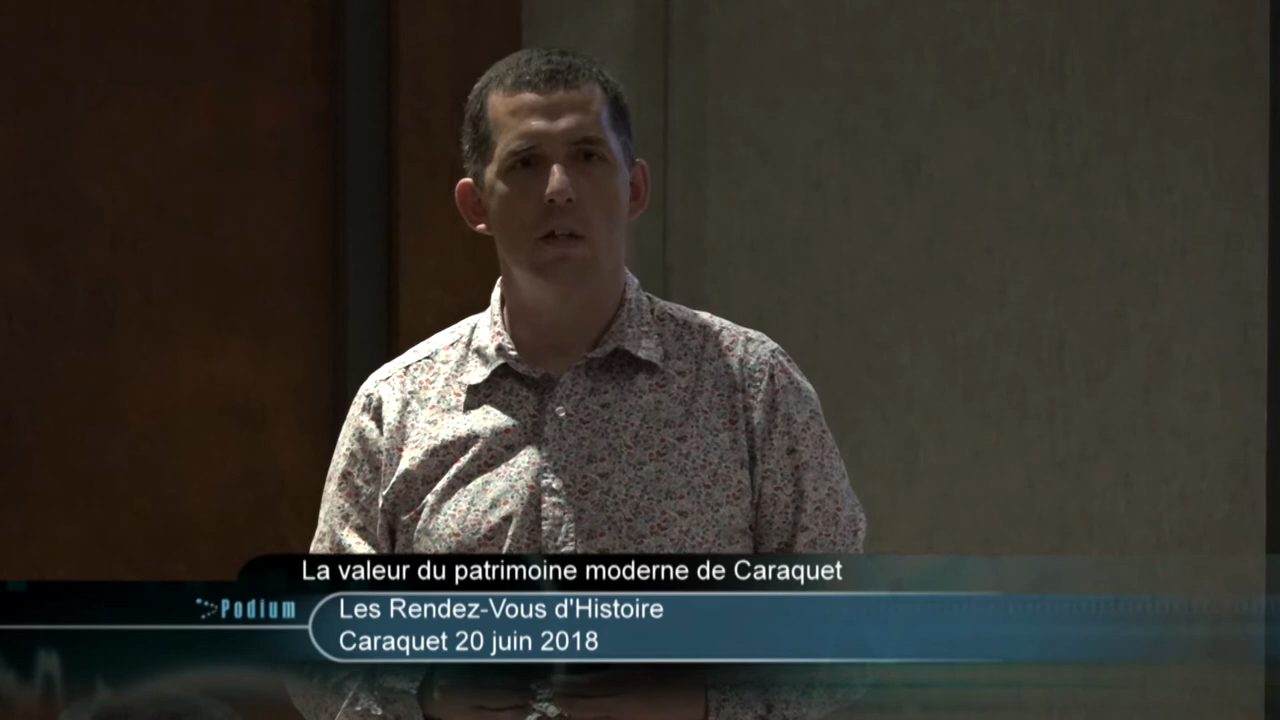 La valeur du patrimoine moderne de Caraquet
Podium
Les Rendez-Vous d'Histoire
Caraquet 20 juin 2018